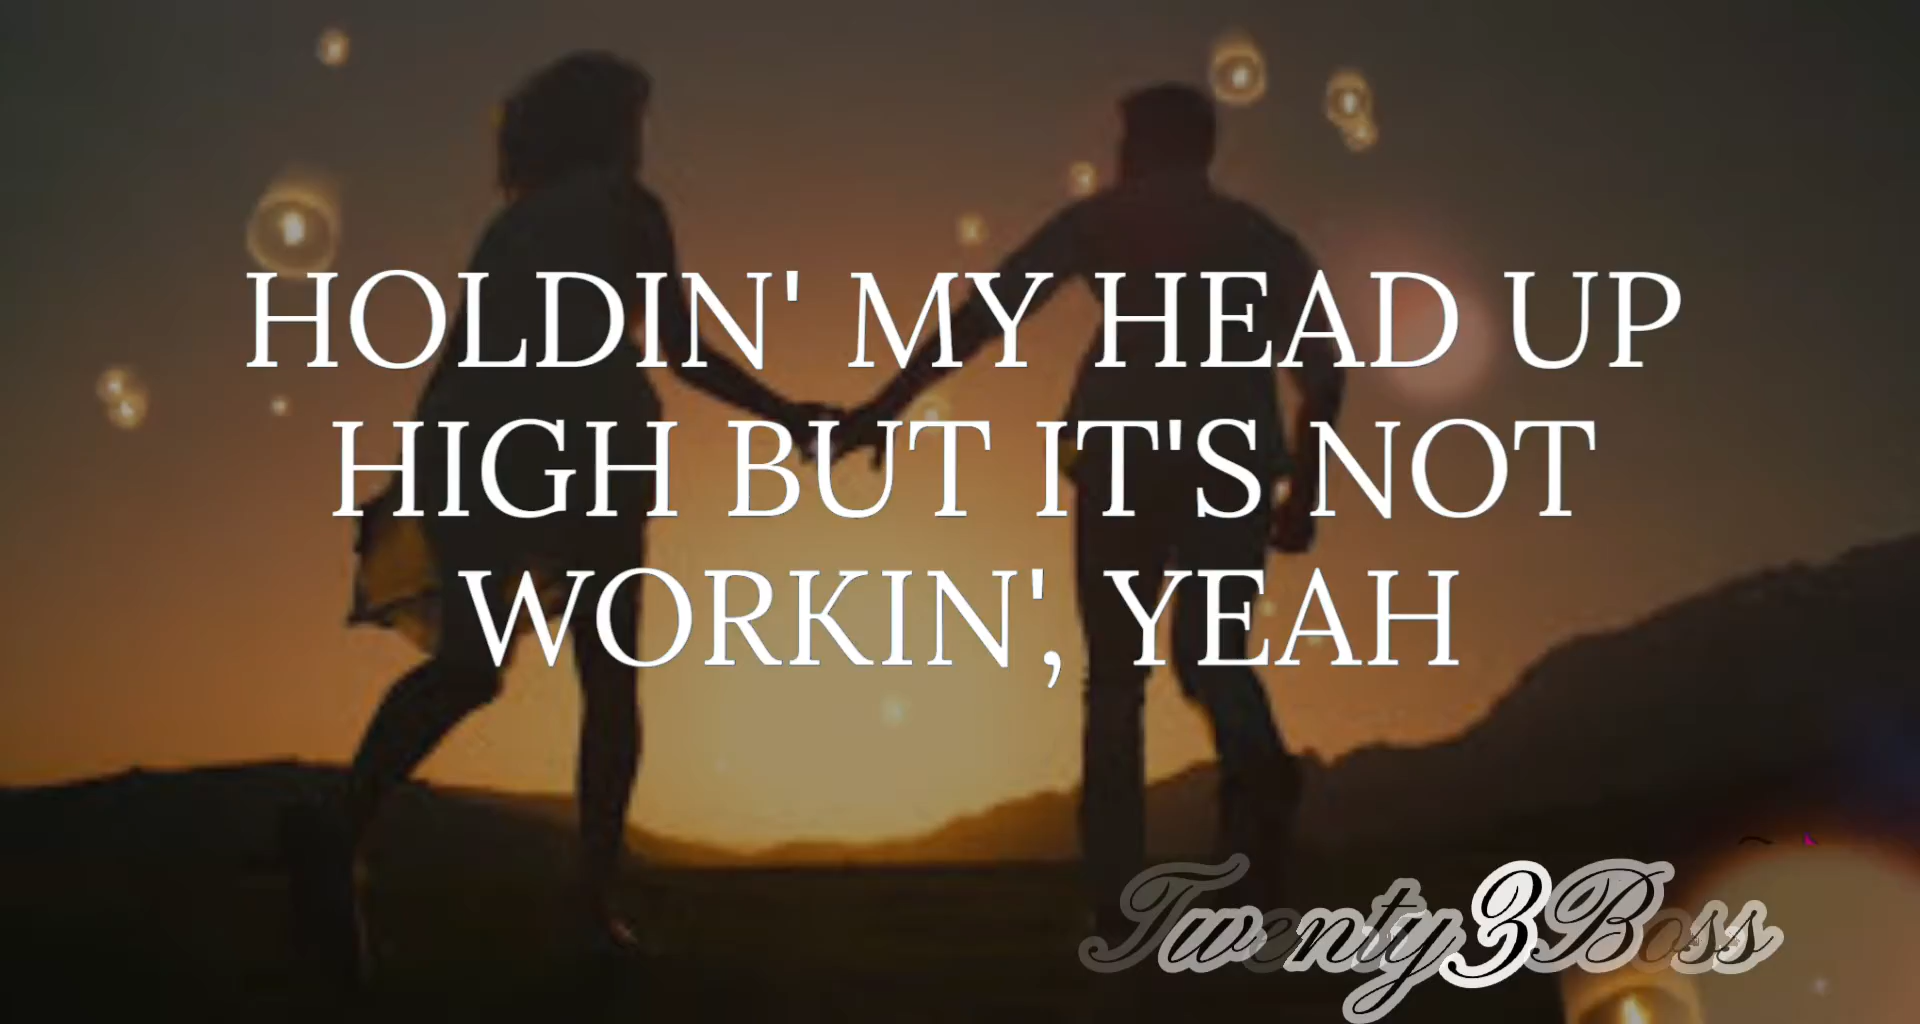 HOLDIN' MY HEAD UP
HIGH BUT IT'S NOT
WORKIN', YEAH
Twenty3Boss